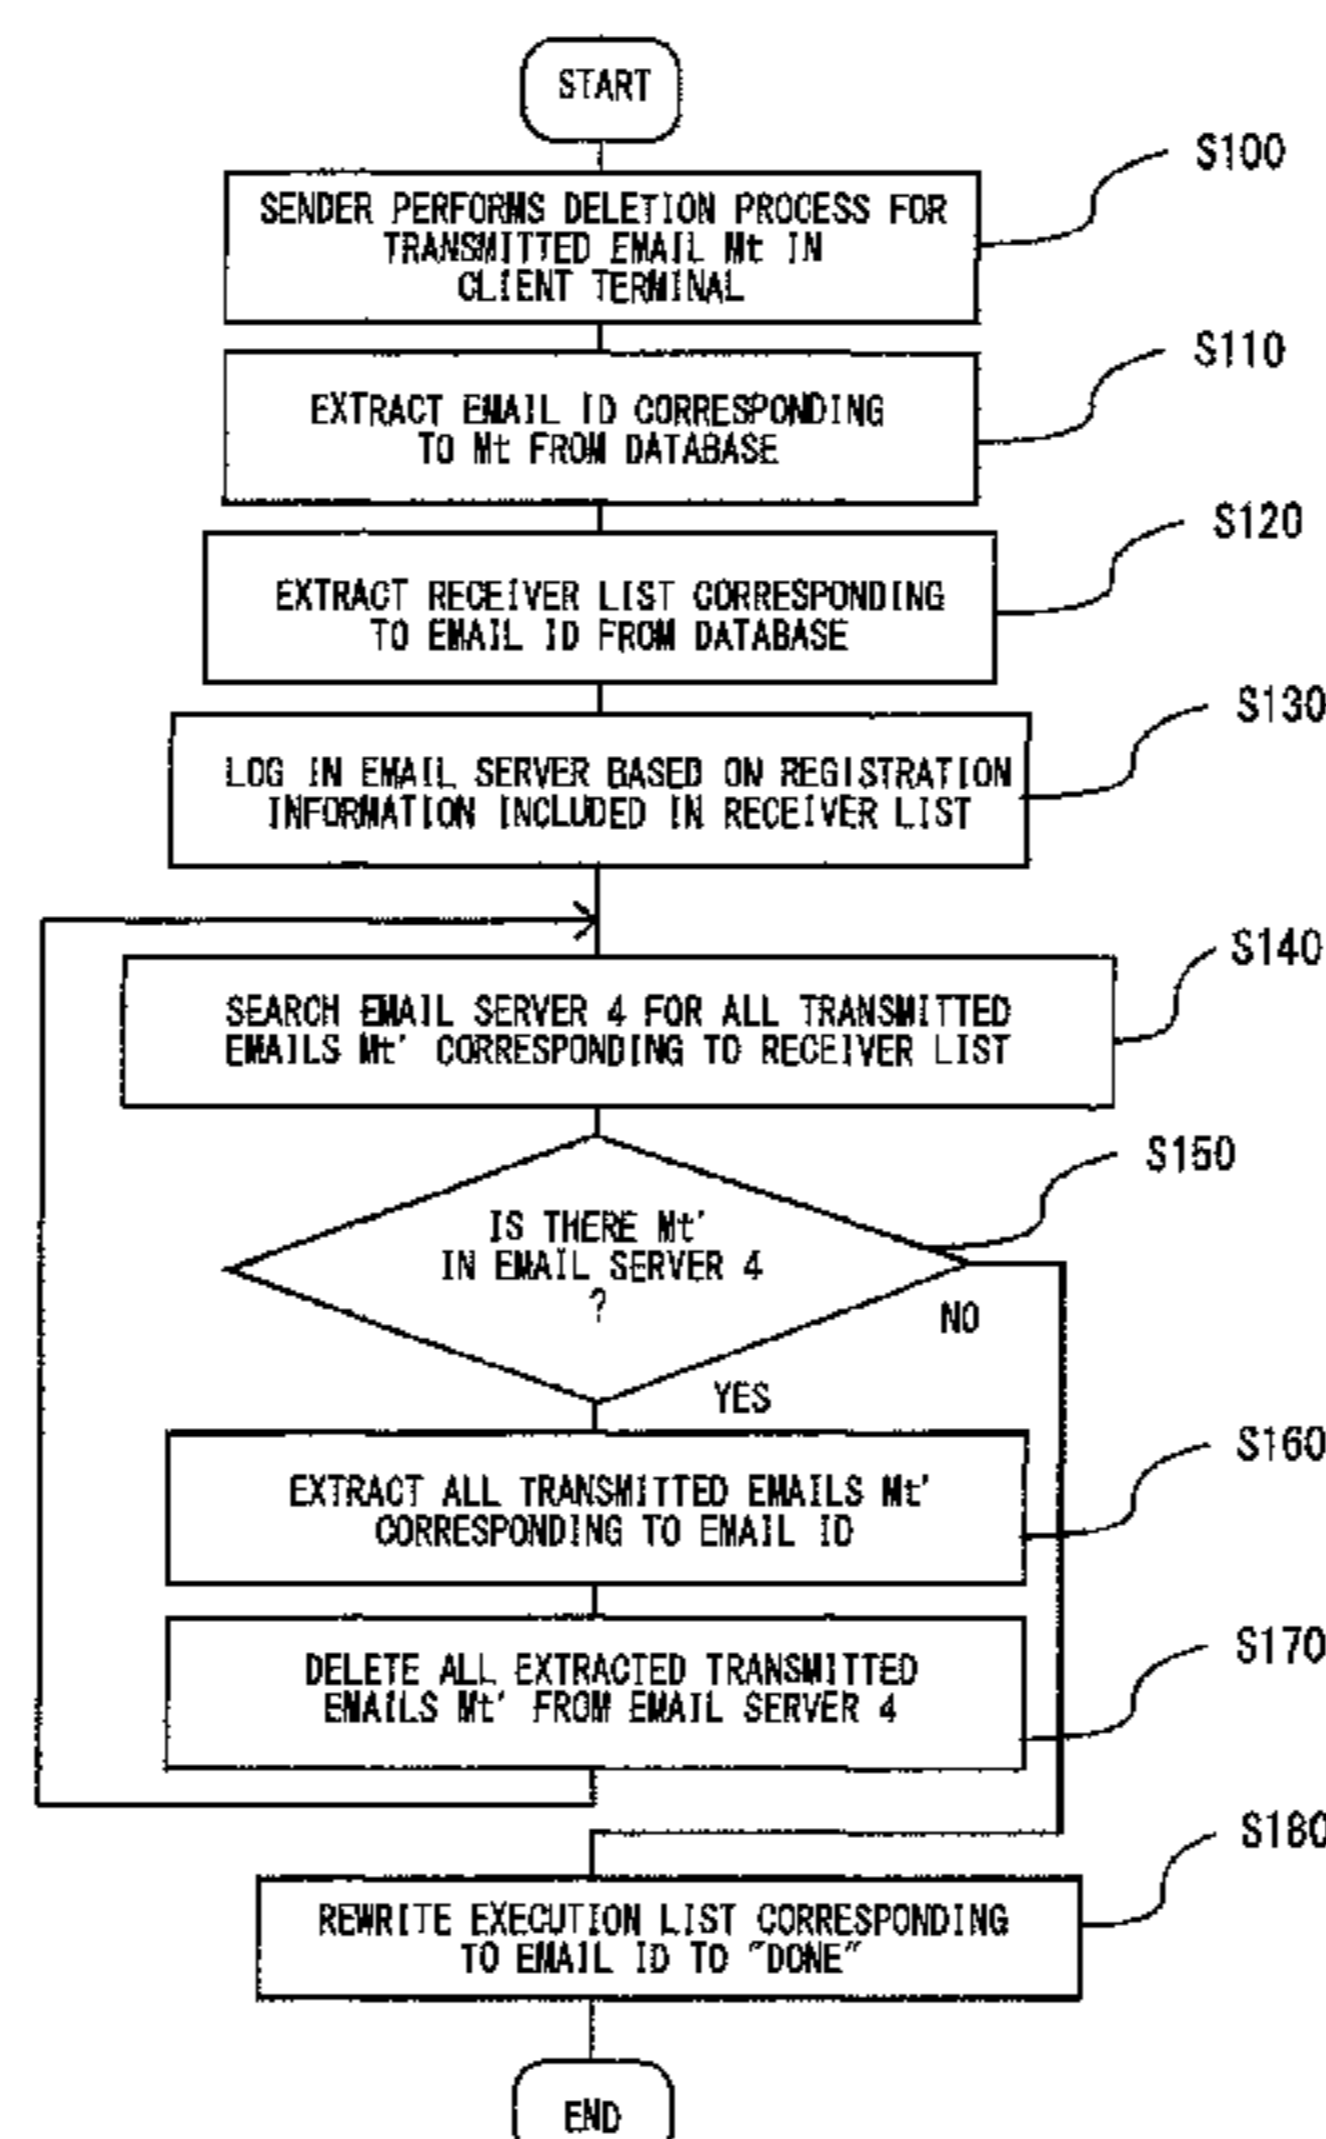 START
S100
SENDER PERFORMS DELETION PROCESS FOR
TRANSMITTED EMAIL Mt IN
CLIENT TERMINAL
S110
EXTRACT EMAIL ID CORRESPONDING
TO Mt FROM DATABASE
S120
EXTRACT RECEIVER LIST CORRESPONDING
TO EMAIL ID FROM DATABASE
S130
LOG IN EMAIL SERVER BASED ON REGISTRATION
INFORMATION INCLUDED IN RECEIVER LIST
S140
SEARCH EMAIL SERVER 4 FOR ALL TRANSMITTED
EMAILS Mt' CORRESPONDING TO RECEIVER LIST
S150
IS THERE Mt'
IN EMAIL SERVER 4
?
NO
YES
S160
EXTRACT ALL TRANSMITTED EMAILS Mt'
CORRESPONDING TO EMAIL ID
S170
DELETE ALL EXTRACTED TRANSMITTED
EMAILS Mt' FROM EMAIL SERVER 4
S180
REWRITE EXECUTION LIST CORRESPONDING
TO EMAIL ID TO "DONE"
END